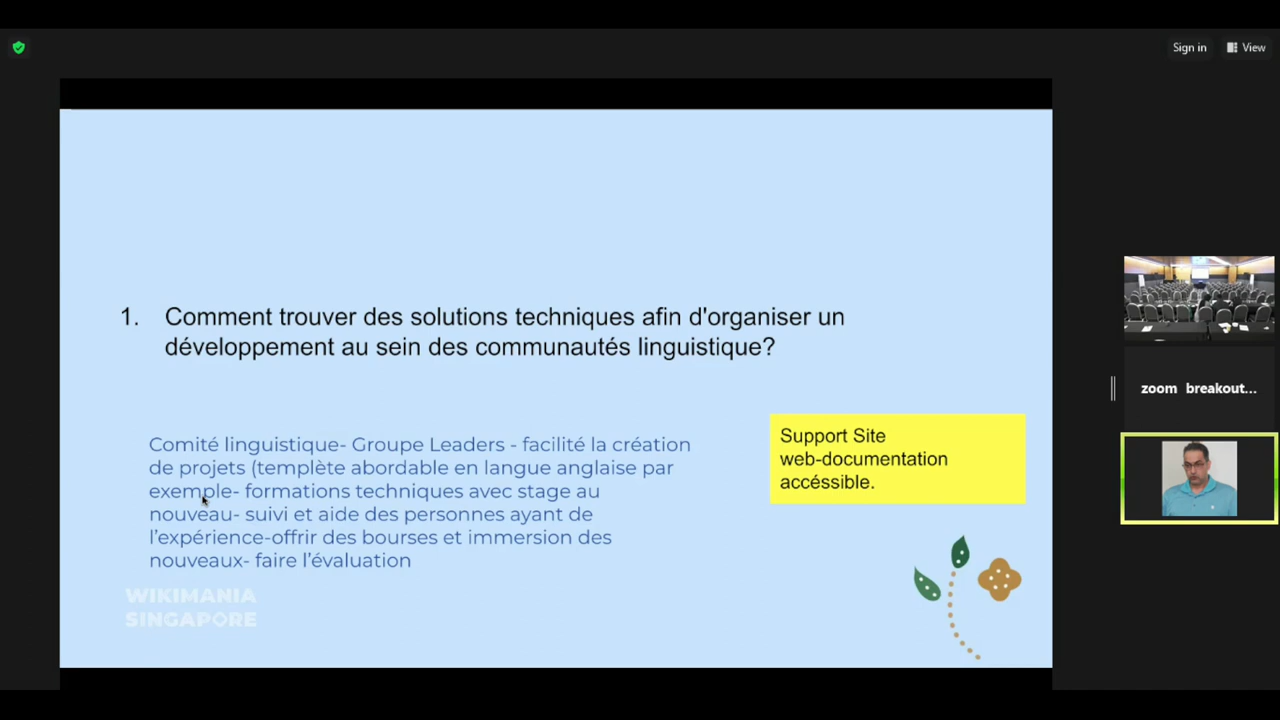 Sign in
View
1. Comment trouver des solutions techniques afin d'organiser un
développement au sein des communautés linguistique?
Comité linguistique- Groupe Leaders - facilité la création
de projets (templète abordable en langue anglaise par
exemple- formations techniques avec stage au
nouveau- suivi et aide des personnes ayant de
l’expérience-offrir des bourses et immersion des
nouveaux- faire l’évaluation
Support Site
web-documentation
accéssible.
WIKIMANIA
SINGAPORE
zoom breakout...